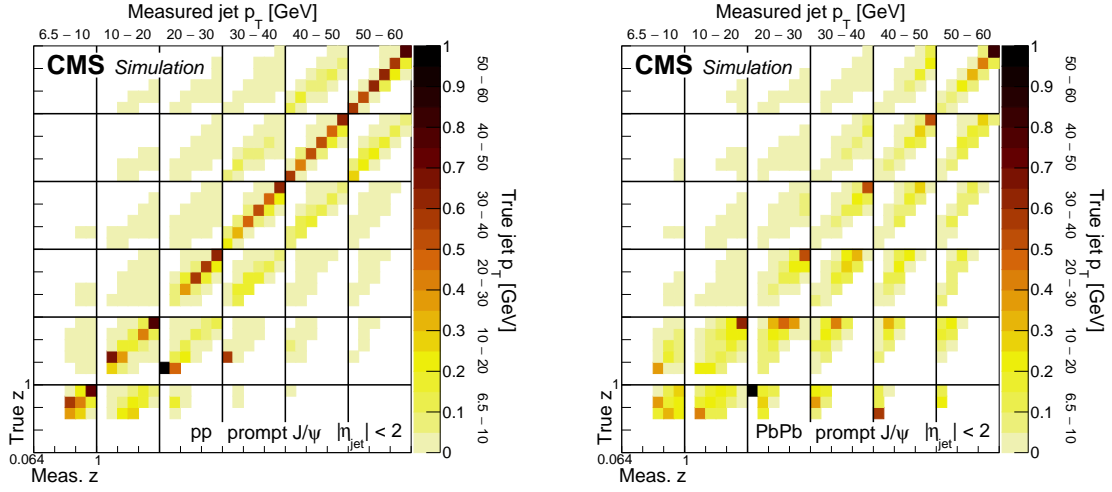 Measured jet p_T [GeV]
6.5 − 10 10 − 20 20 − 30 30 − 40 40 − 50 50 − 60
CMS Simulation
1
0.9
0.8
0.7
0.6
0.5
0.4
0.3
0.2
0.1
0
50 − 60
40 − 50
30 − 40
20 − 30
10 − 20
6.5 − 10
True jet p_T [GeV]
True z
1
pp prompt J/ψ |η_jet| < 2
0.064 1
Meas. z
Measured jet p_T [GeV]
6.5 − 10 10 − 20 20 − 30 30 − 40 40 − 50 50 − 60
CMS Simulation
1
0.9
0.8
0.7
0.6
0.5
0.4
0.3
0.2
0.1
0
50 − 60
40 − 50
30 − 40
20 − 30
10 − 20
6.5 − 10
True jet p_T [GeV]
True z
1
PbPb prompt J/ψ |η_jet| < 2
0.064 1
Meas. z